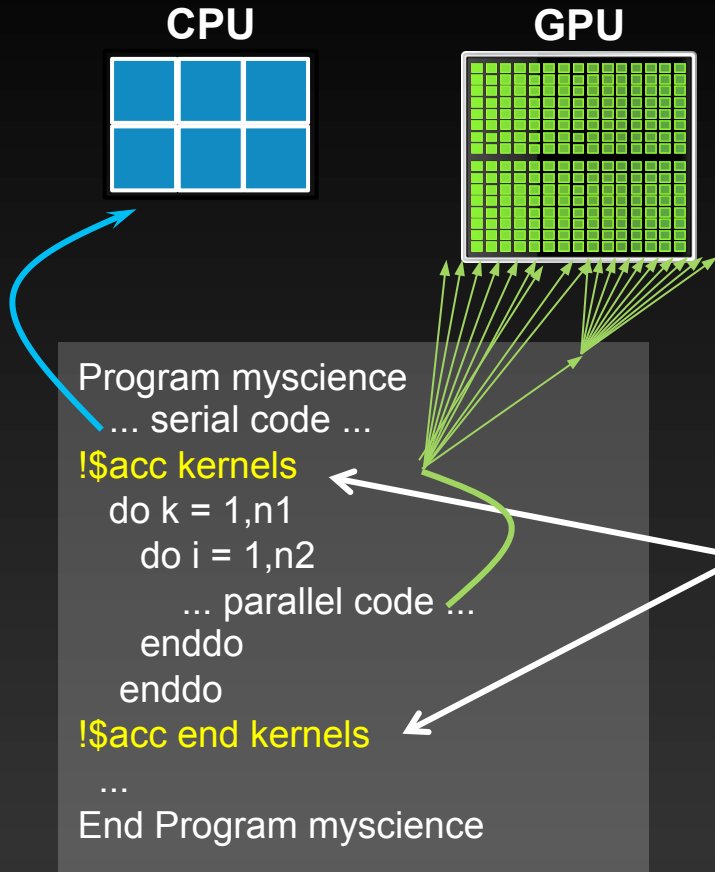 CPU
GPU
Program myscience
... serial code ...
!$acc kernels
do k = 1,n1
do i = 1,n2
... parallel code ...
enddo
enddo
!$acc end kernels
...
End Program myscience